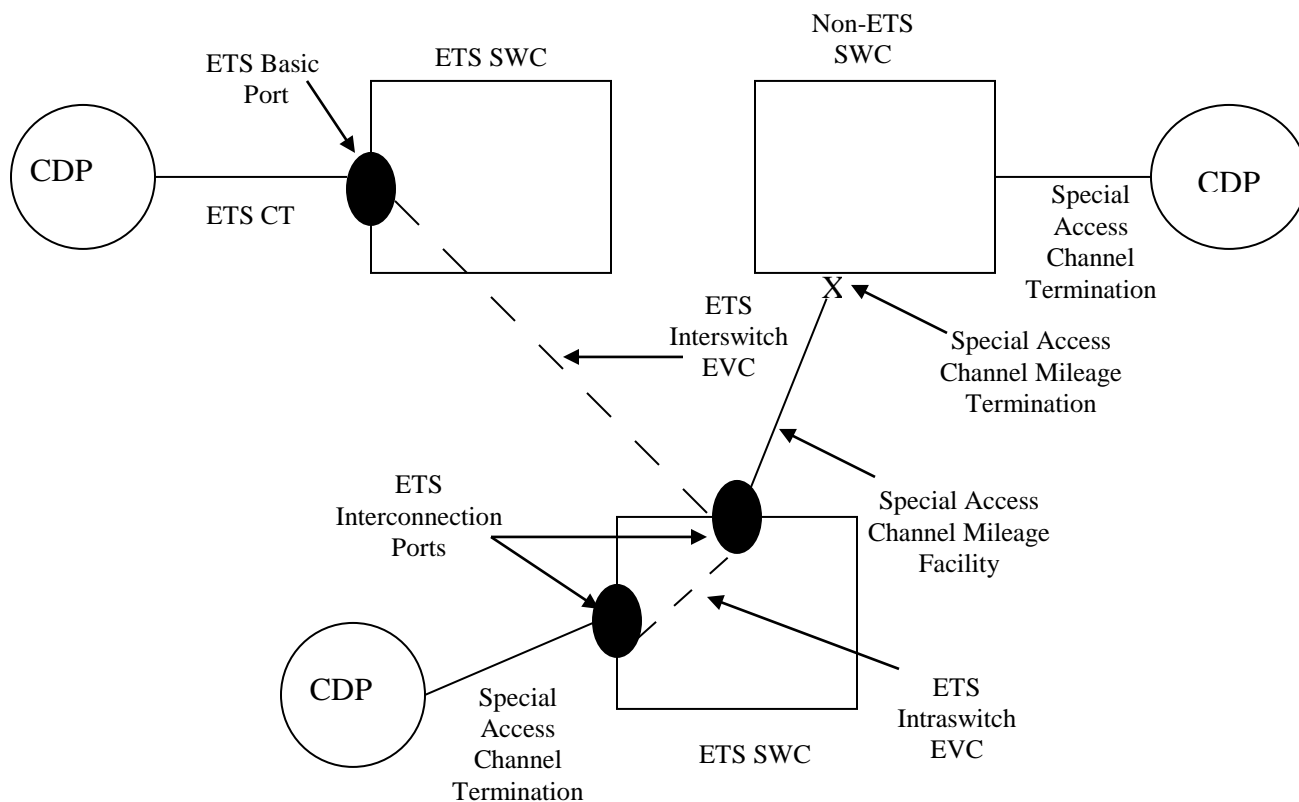 Non-ETS
SWC
ETS SWC
ETS Basic
Port
CDP
CDP
ETS CT
Special
Access
Channel
Termination
X
ETS
Interswitch
EVC
Special Access
Channel Mileage
Termination
ETS
Interconnection
Ports
Special Access
Channel Mileage
Facility
CDP
Special
Access
Channel
Termination
ETS
Intraswitch
EVC
ETS SWC